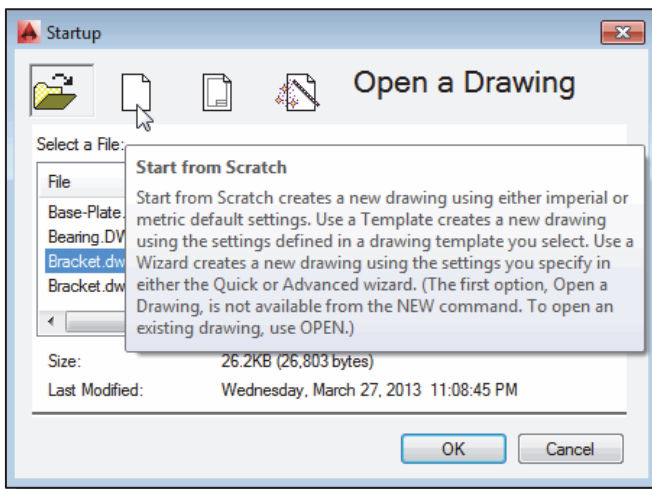 Startup
Open a Drawing
Select a File:
File
Base-Plate.
Bearing.DW
Bracket.dw
Bracket.dw
Start from Scratch
Start from Scratch creates a new drawing using either imperial or
metric default settings. Use a Template creates a new drawing
using the settings defined in a drawing template you select. Use a
Wizard creates a new drawing using the settings you specify in
either the Quick or Advanced wizard. (The first option, Open a
Drawing, is not available from the NEW command. To open an
existing drawing, use OPEN.)
Size: 26.2KB (26,803 bytes)
Last Modified: Wednesday, March 27, 2013 11:08:45 PM
OK Cancel